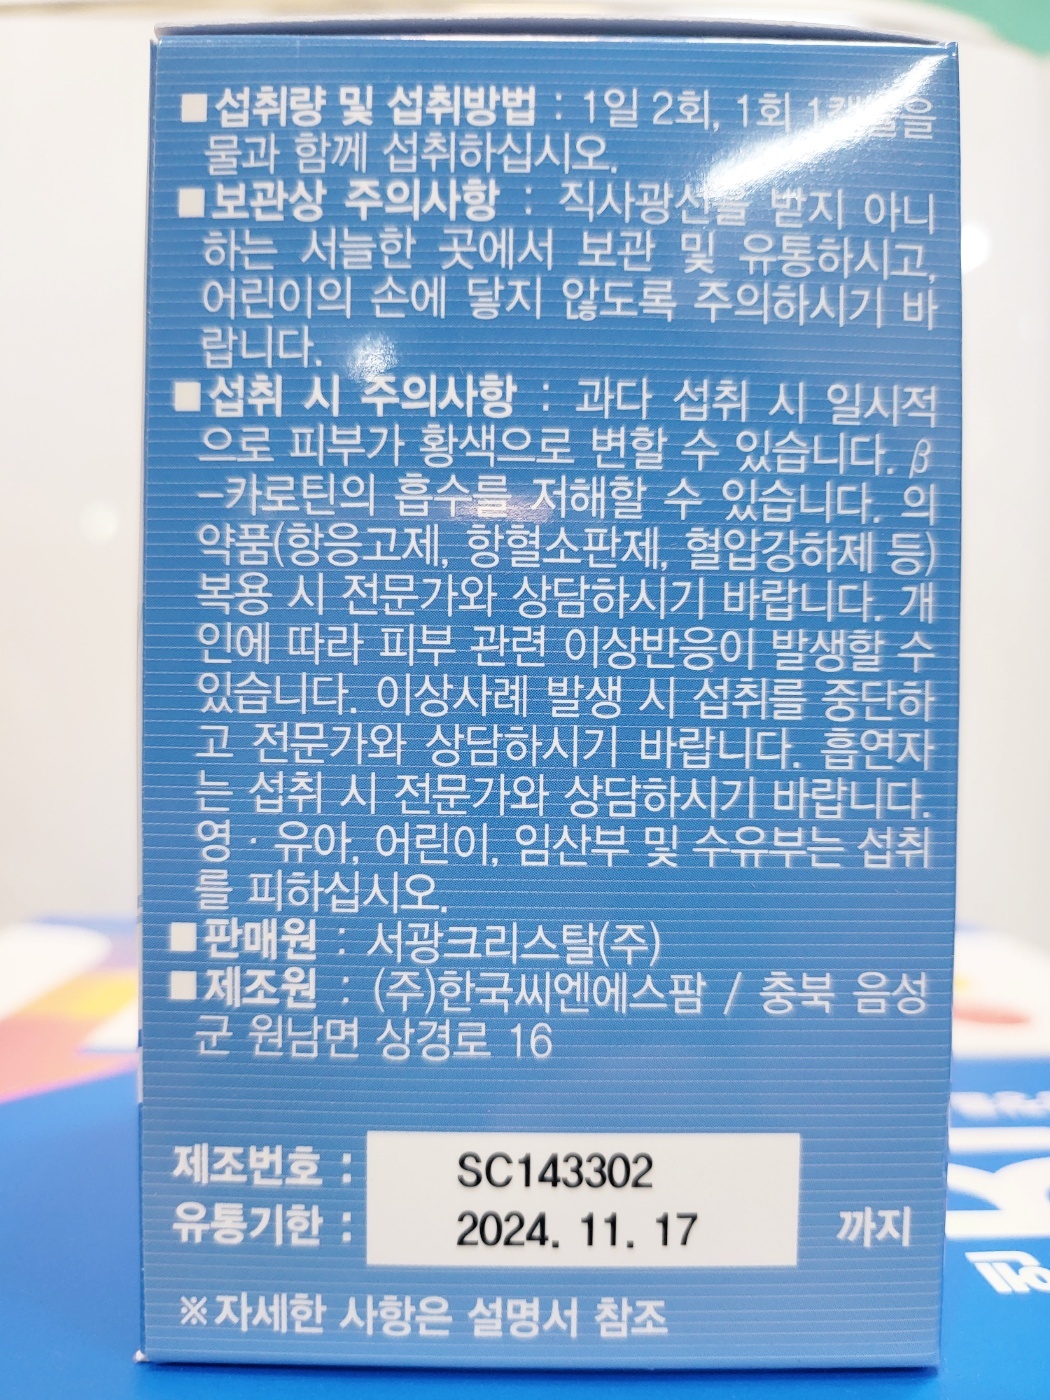 ■ 섭취량 및 섭취방법 : 1일 2회, 1회 1캡슐을
물과 함께 섭취하십시오.
■ 보관상 주의사항 : 직사광선을 받지 아니
하는 서늘한 곳에서 보관 및 유통하시고,
어린이의 손에 닿지 않도록 주의하시기 바
랍니다.
■ 섭취 시 주의사항 : 과다 섭취 시 일시적
으로 피부가 황색으로 변할 수 있습니다. β
-카로틴의 흡수를 저해할 수 있습니다. 의
약품(항응고제, 항혈소판제, 혈압강하제 등)
복용 시 전문가와 상담하시기 바랍니다. 개
인에 따라 피부 관련 이상반응이 발생할 수
있습니다. 이상사례 발생 시 섭취를 중단하
고 전문가와 상담하시기 바랍니다. 흡연자
는 섭취 시 전문가와 상담하시기 바랍니다.
영·유아, 어린이, 임산부 및 수유부는 섭취
를 피하십시오.
■ 판매원 : 서광크리스탈(주)
■ 제조원 : (주)한국씨엔에스팜 / 충북 음성
군 원남면 상경로 16
제조번호 : SC143302
유통기한 : 2024. 11. 17 까지
※자세한 사항은 설명서 참조